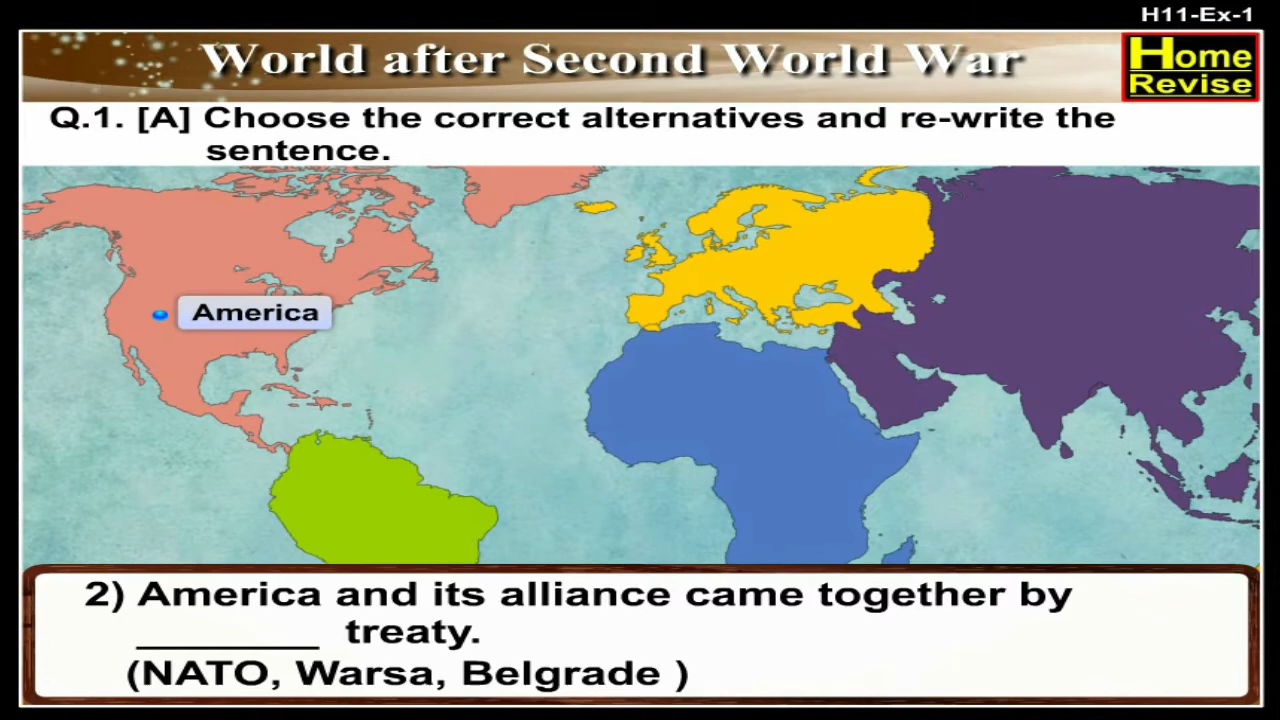 H11-Ex-1
World after Second World War
Home
Revise
Q.1. [A] Choose the correct alternatives and re-write the
sentence.
America
2) America and its alliance came together by
_______ treaty.
(NATO, Warsa, Belgrade )